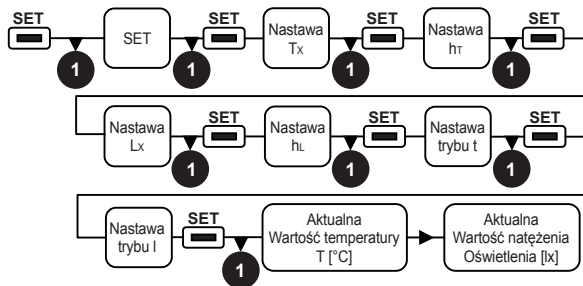 SET
SET
1
SET
1
Nastawa
Tx
SET
1
Nastawa
hT
SET
1
Nastawa
Lx
SET
1
Nastawa
hL
SET
1
Nastawa
trybu t
SET
1
Nastawa
trybu l
SET
1
Aktualna
Wartość temperatury
T [°C]
Aktualna
Wartość natężenia
Oświetlenia [lx]